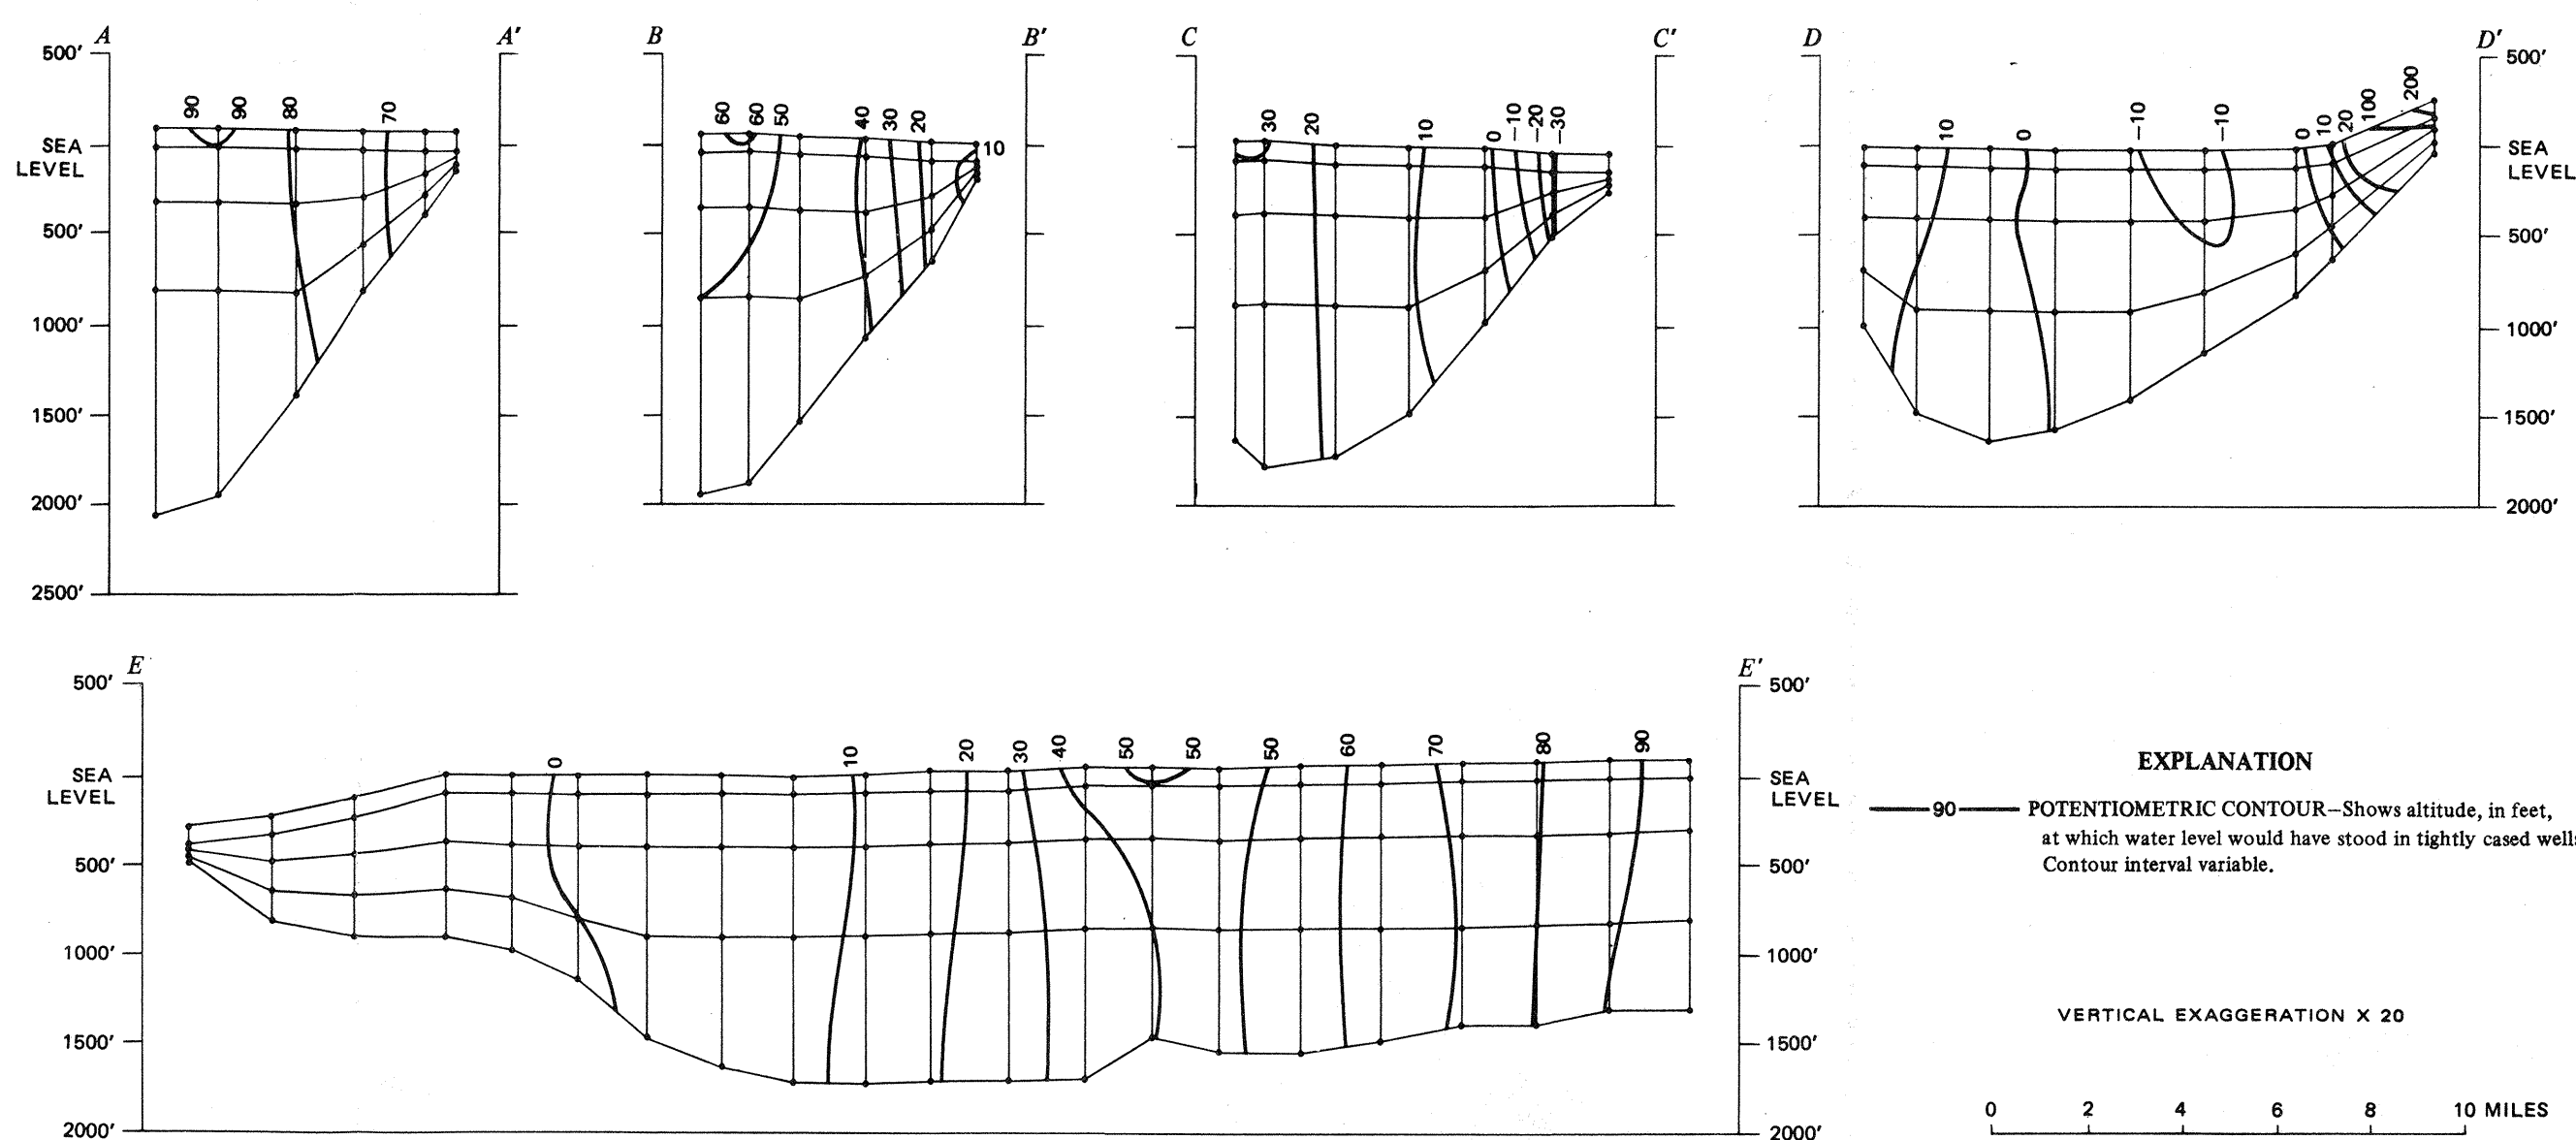 A A' B B' C C' D D'
500' 500'
90 90 80 70 60 60 50 40 30 20 10 30 20 10 0 –10 –20 –30 10 0 –10 –10 0 10 20 100 200
SEA LEVEL
SEA LEVEL
500' 500'
1000' 1000'
1500' 1500'
2000' 2000'
2500'
E E'
500' 500'
0 10 20 30 40 50 50 50 60 70 80 90
SEA LEVEL
SEA LEVEL
500' 500'
1000' 1000'
1500' 1500'
2000' 2000'
EXPLANATION
90 POTENTIOMETRIC CONTOUR—Shows altitude, in feet,
at which water level would have stood in tightly cased wells
Contour interval variable.
VERTICAL EXAGGERATION X 20
0 2 4 6 8 10 MILES